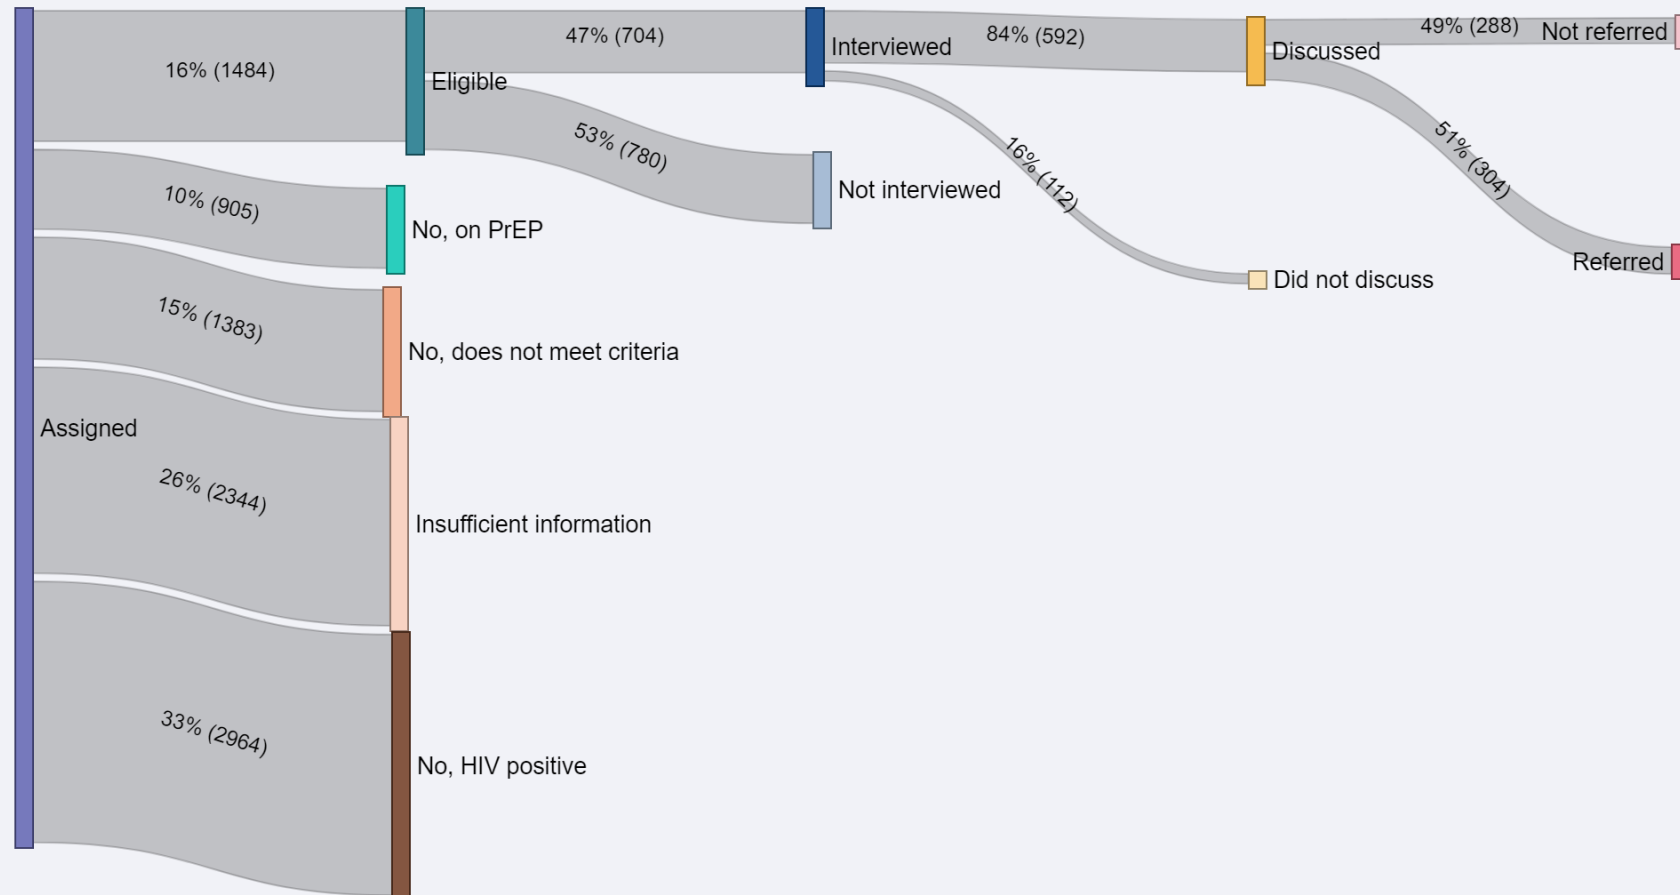 16% (1484)
Eligible
47% (704)
Interviewed
84% (592)
Discussed
49% (288)
Not referred
53% (780)
Not interviewed
16% (112)
Did not discuss
51% (304)
Referred
10% (905)
No, on PrEP
15% (1383)
No, does not meet criteria
Assigned
26% (2344)
Insufficient information
33% (2964)
No, HIV positive